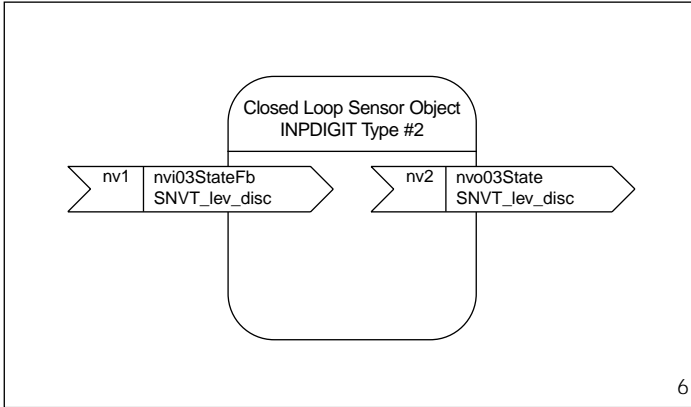 Closed Loop Sensor Object
INPDIGIT Type #2
nv1
nvi03StateFb
SNVT_lev_disc
nv2
nvo03State
SNVT_lev_disc
6